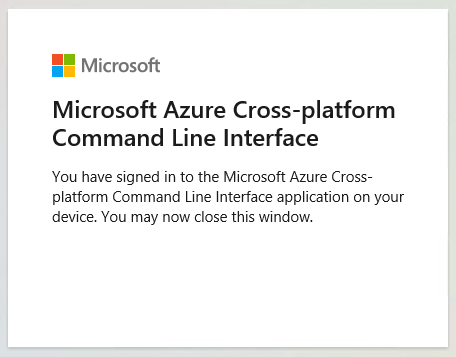 Microsoft
Microsoft Azure Cross-platform
Command Line Interface
You have signed in to the Microsoft Azure Cross-
platform Command Line Interface application on your
device. You may now close this window.